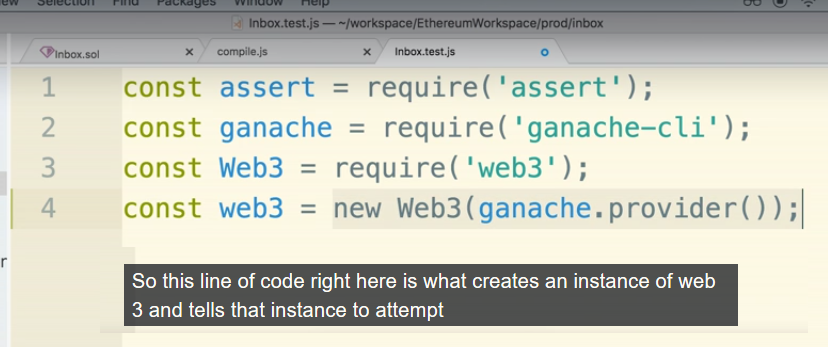 Selection Find Packages Window Help
Inbox.test.js — ~/workspace/EthereumWorkspace/prod/inbox
Inbox.sol × compile.js × Inbox.test.js
1 const assert = require('assert');
2 const ganache = require('ganache-cli');
3 const Web3 = require('web3');
4 const web3 = new Web3(ganache.provider());
r
So this line of code right here is what creates an instance of web
3 and tells that instance to attempt